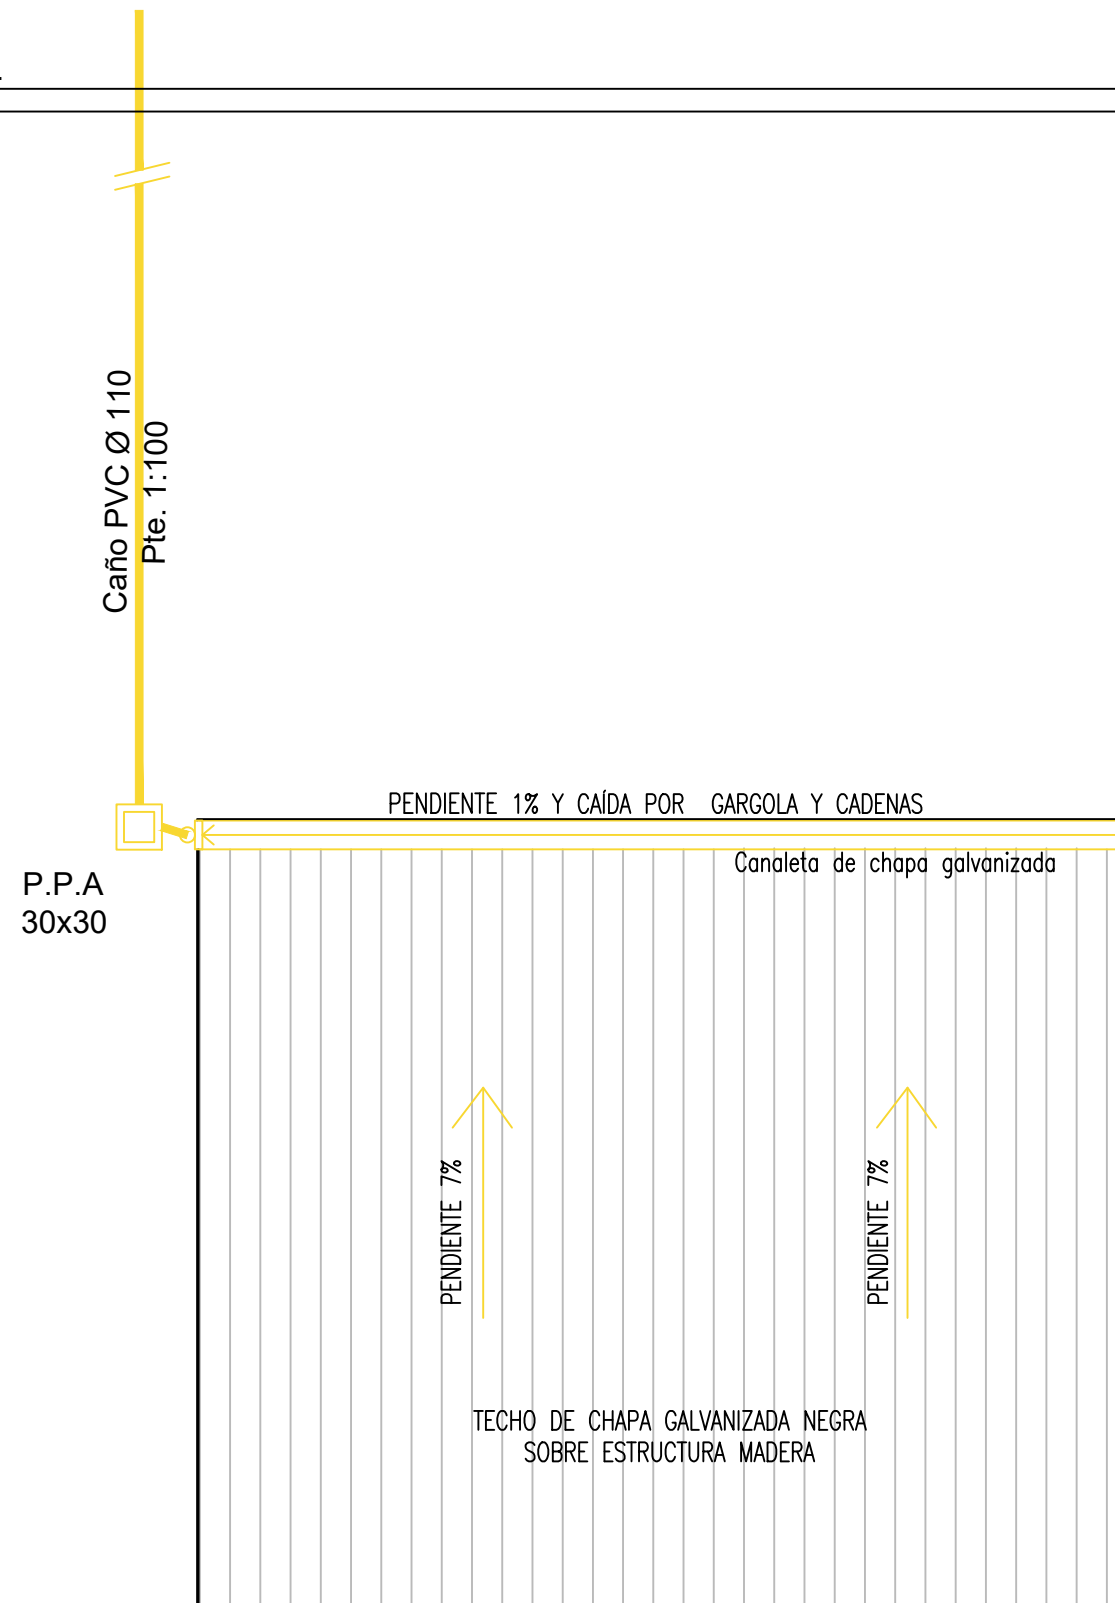 Caño PVC Ø 110
Pte. 1:100
PENDIENTE 1% Y CAÍDA POR GARGOLA Y CADENAS
Canaleta de chapa galvanizada
P.P.A
30x30
PENDIENTE 7%
PENDIENTE 7%
TECHO DE CHAPA GALVANIZADA NEGRA
SOBRE ESTRUCTURA MADERA